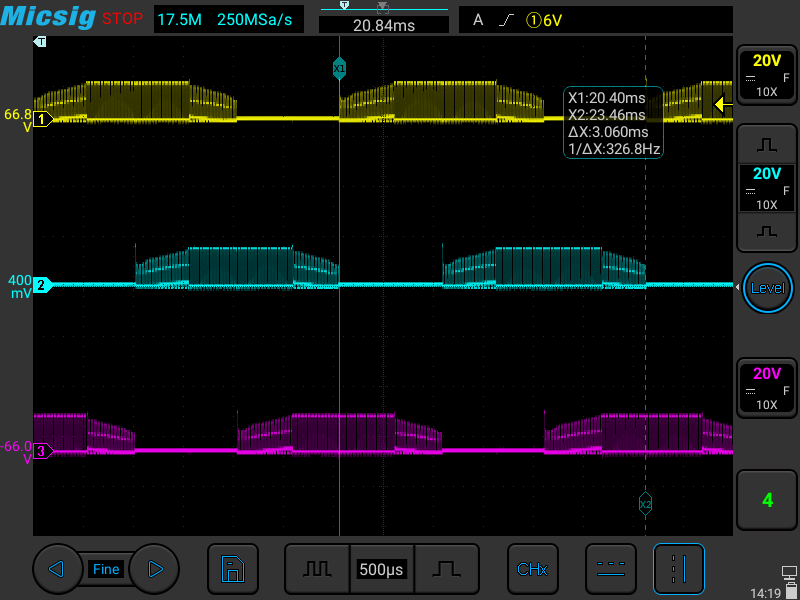 Micsig STOP 17.5M 250MSa/s T 20.84ms A ①6V
T
X1
20V
F
10X
66.8
V
1
X1:20.40ms
X2:23.46ms
ΔX:3.060ms
1/ΔX:326.8Hz
20V
F
10X
400
mV
2
Level
20V
F
10X
-66.0
V
3
X2
4
Fine
500µs
CHx
14:19